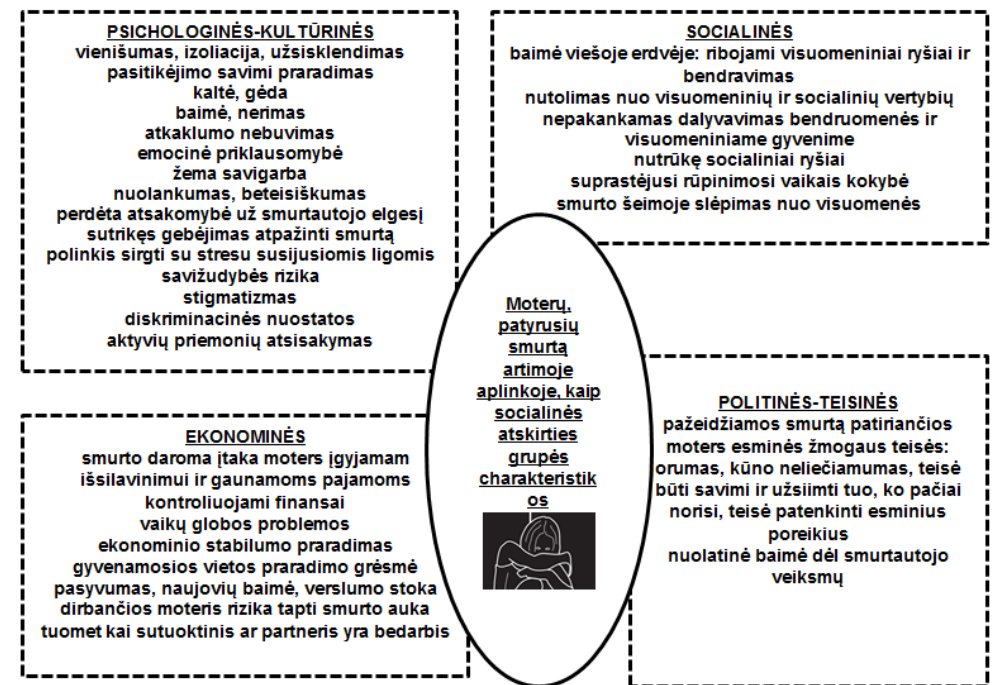 PSICHOLOGINĖS-KULTŪRINĖS
vienišumas, izoliacija, užsisklendimas
pasitikėjimo savimi praradimas
kaltė, gėda
baimė, nerimas
atkaklumo nebuvimas
emocinė priklausomybė
žema savigarba
nuolankumas, beteisiškumas
perdėta atsakomybė už smurtautojo elgesį
sutrikęs gebėjimas atpažinti smurtą
polinkis sirgti su stresu susijusiomis ligomis
savižudybės rizika
stigmatizmas
diskriminacinės nuostatos
aktyvių priemonių atsisakymas
SOCIALINĖS
baimė viešoje erdvėje: ribojami visuomeniniai ryšiai ir
bendravimas
nutolimas nuo visuomeninių ir socialinių vertybių
nepakankamas dalyvavimas bendruomenės ir
visuomeniniame gyvenime
nutrūkę socialiniai ryšiai
suprastėjusi rūpinimosi vaikais kokybė
smurto šeimoje slėpimas nuo visuomenės
Moterų,
patyrusių
smurtą
artimoje
aplinkoje, kaip
socialinės
atskirties
grupės
charakteristik
os
EKONOMINĖS
smurto daroma įtaka moters įgyjamam
išsilavinimui ir gaunamoms pajamoms
kontroliuojami finansai
vaikų globos problemos
ekonominio stabilumo praradimas
gyvenamosios vietos praradimo grėsmė
pasyvumas, naujovių baimė, verslumo stoka
dirbančios moteris rizika tapti smurto auka
tuomet kai sutuoktinis ar partneris yra bedarbis
POLITINĖS-TEISINĖS
pažeidžiamos smurtą patiriančios
moters esminės žmogaus teisės:
orumas, kūno neliečiamumas, teisė
būti savimi ir užsiimti tuo, ko pačiai
norisi, teisė patenkinti esminius
poreikius
nuolatinė baimė dėl smurtautojo
veiksmų